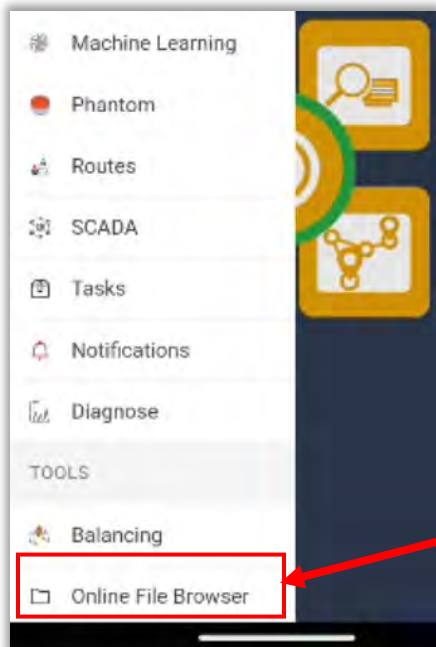 Machine Learning
Phantom
Routes
SCADA
Tasks
Notifications
Diagnose
TOOLS
Balancing
Online File Browser